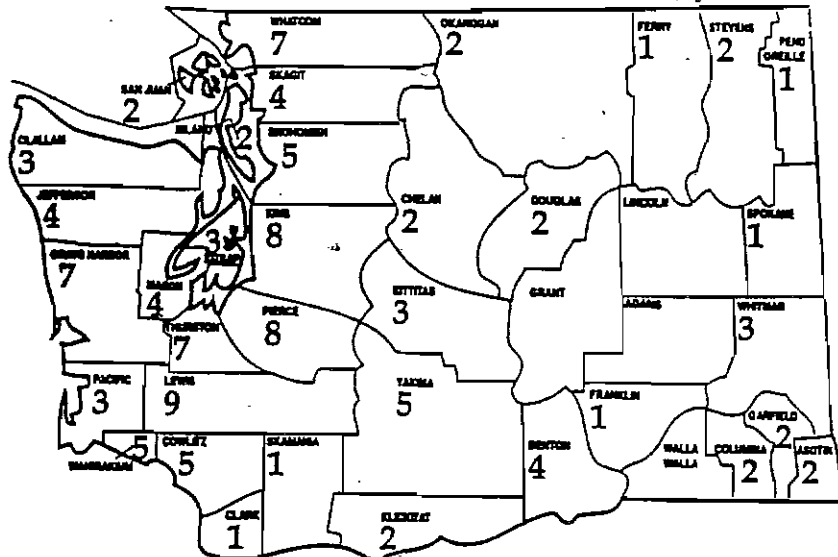 WHATCOM
7
OKANOGAN
2
FERRY
1
STEVENS
2
PEND
OREILLE
1
SAN JUAN
2
SKAGIT
4
ISLAND
2
SNOHOMISH
5
CLALLAM
3
JEFFERSON
4
CHELAN
2
DOUGLAS
2
LINCOLN
SPOKANE
1
KING
8
3
KITSAP
GRAYS HARBOR
7
MASON
4
KITTITAS
3
GRANT
ADAMS
WHITMAN
3
THURSTON
7
PIERCE
8
PACIFIC
3
LEWIS
9
YAKIMA
5
FRANKLIN
1
GARFIELD
2
WAHKIAKUM
5
COWLITZ
5
SKAMANIA
1
BENTON
4
WALLA
WALLA
COLUMBIA
2
ASOTIN
2
CLARK
1
KLICKITAT
2